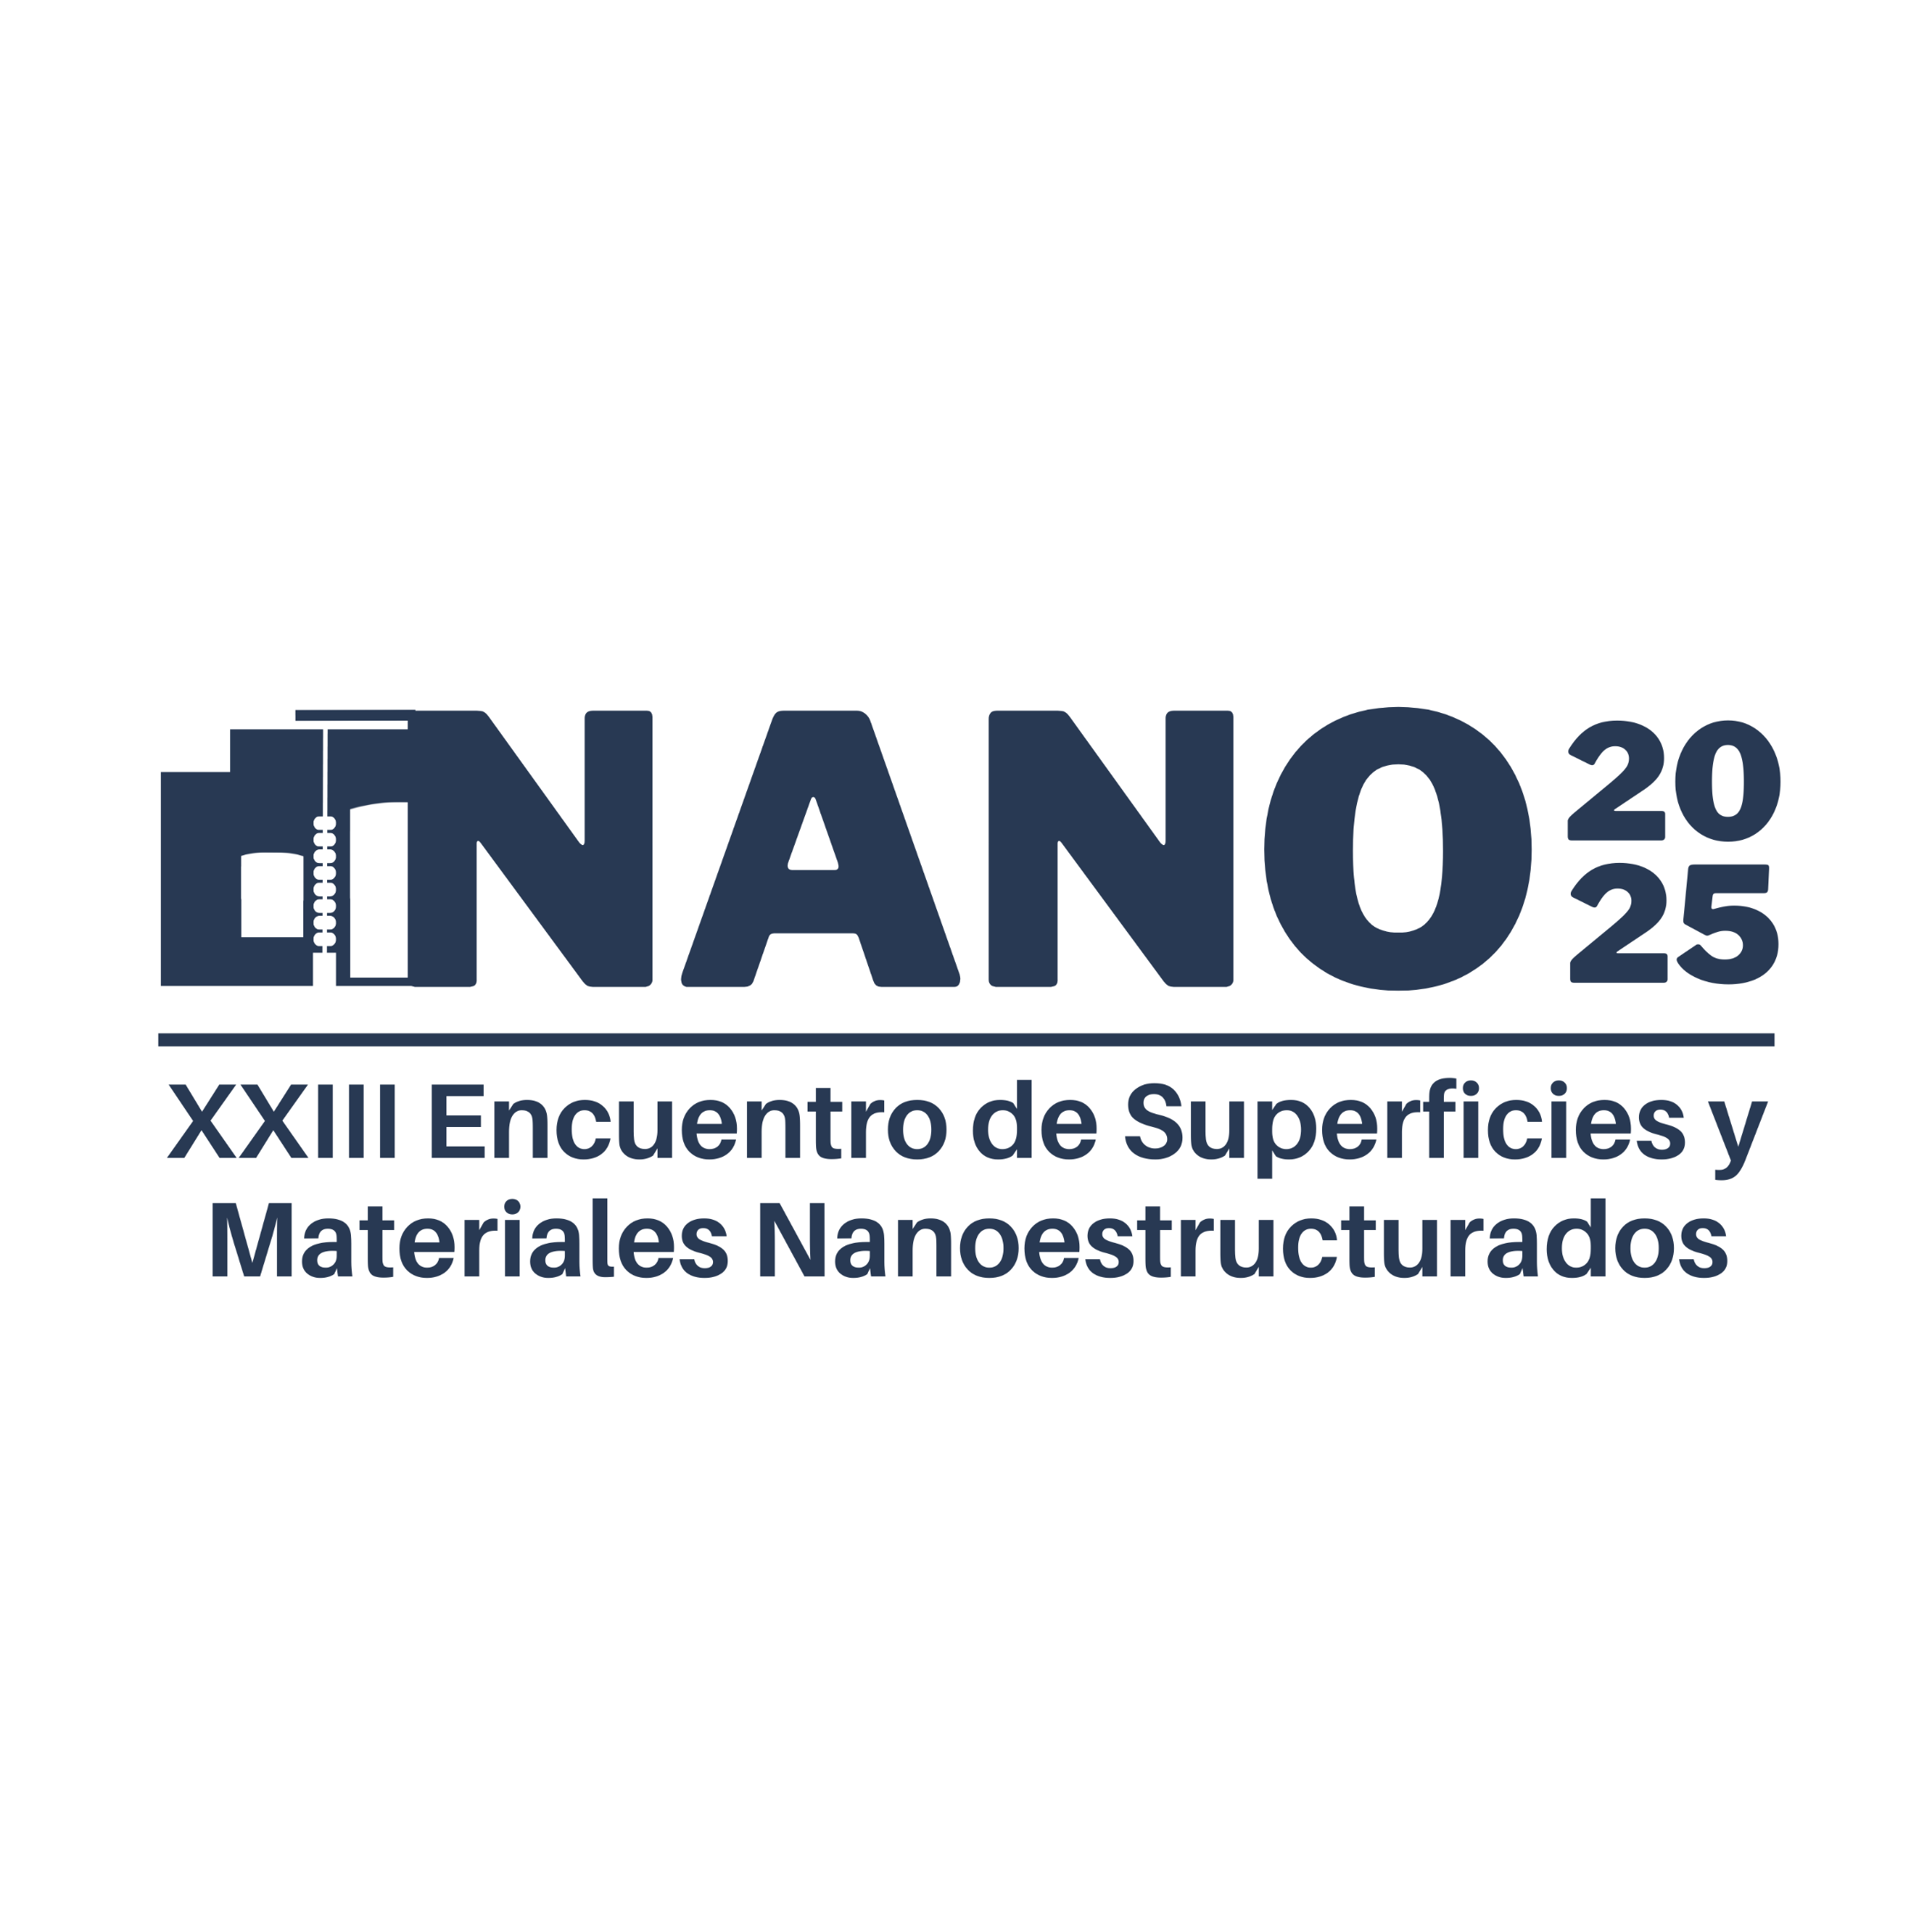 NANO
20
25
XXIII Encuentro de Superficies y
Materiales Nanoestructurados